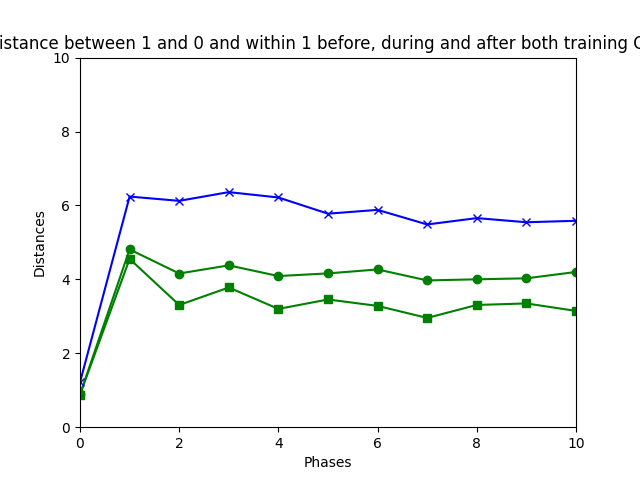 istance between 1 and 0 and within 1 before, during and after both training
10
8
6
4
2
0
Distances
0 2 4 6 8 10
Phases